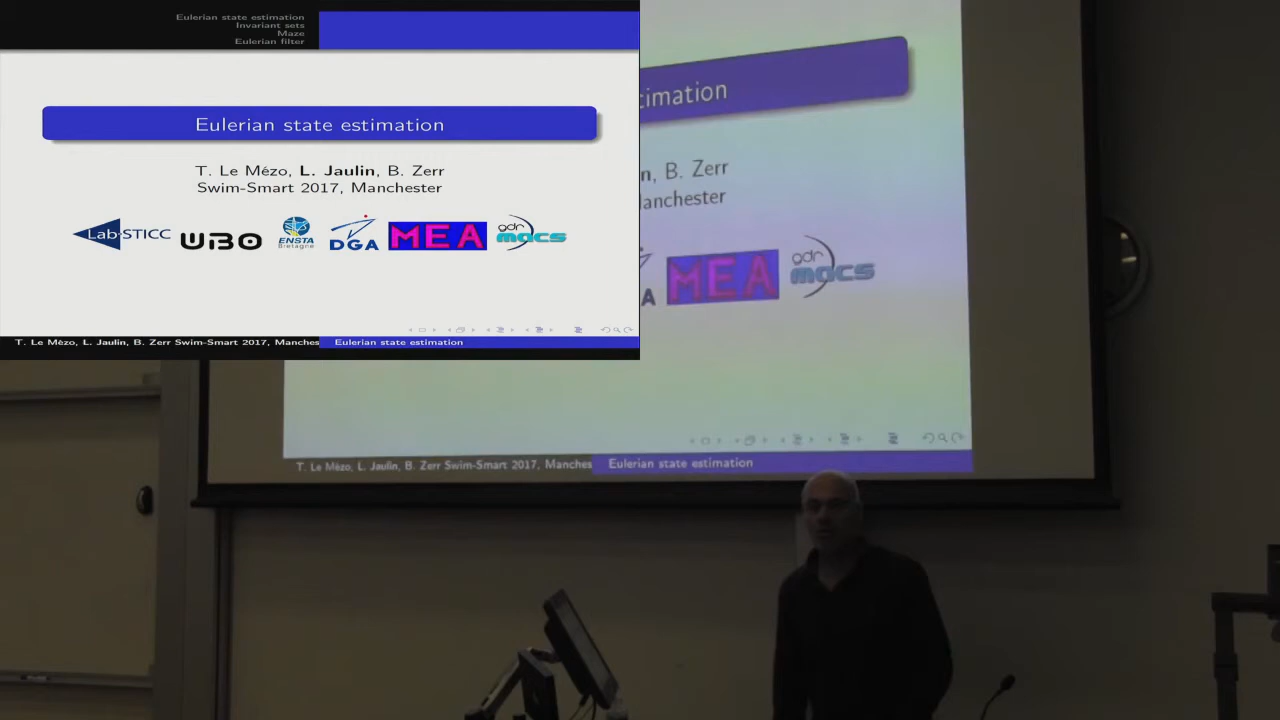 Eulerian state estimation
Invariant sets
Maze
Eulerian filter
Eulerian state estimation
T. Le Mézo, L. Jaulin, B. Zerr
Swim-Smart 2017, Manchester
Lab-STICC
UBO
ENSTA
Bretagne
DGA
MEA
gdr
macs
T. Le Mézo, L. Jaulin, B. Zerr Swim-Smart 2017, Manches
Eulerian state estimation
timation
n, B. Zerr
anchester
A
MEA
gdr
macs
T. Le Mézo, L. Jaulin, B. Zerr Swim-Smart 2017, Manches
Eulerian state estimation